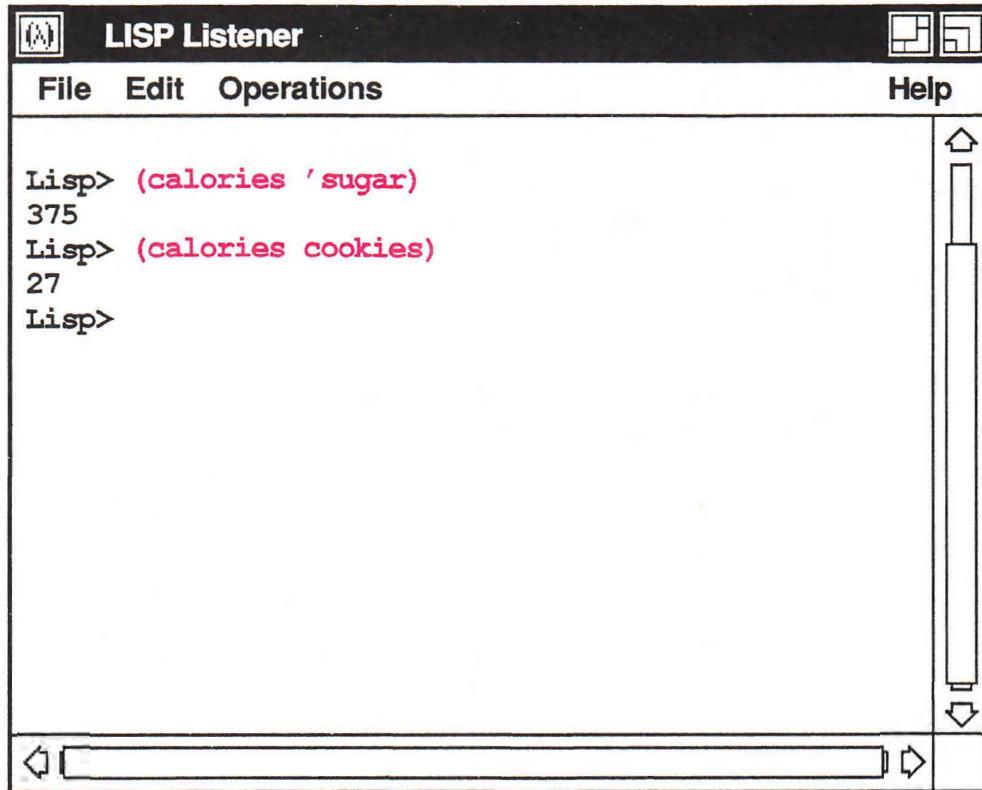 LISP Listener
File Edit Operations Help
Lisp> (calories 'sugar)
375
Lisp> (calories cookies)
27
Lisp>